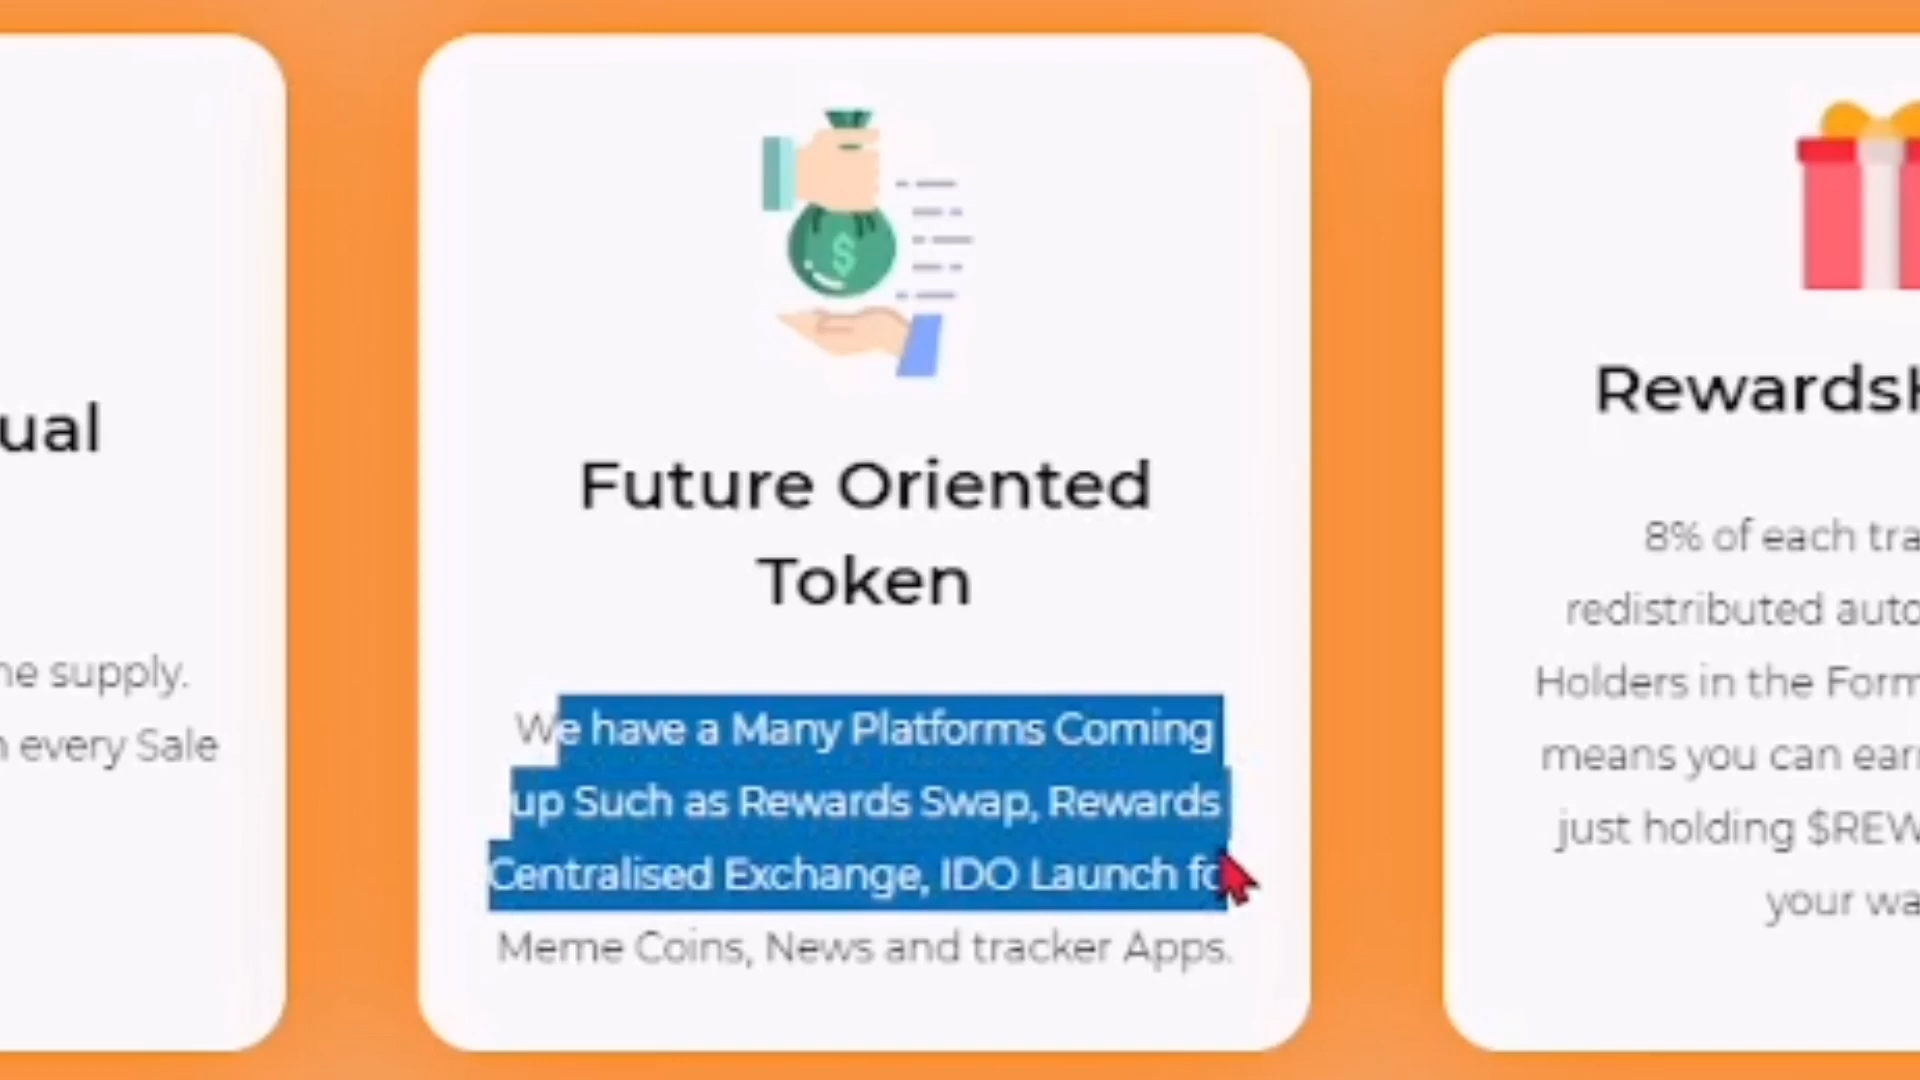 ual
he supply.
every Sale
Future Oriented
Token
We have a Many Platforms Coming
up Such as Rewards Swap, Rewards
Centralised Exchange, IDO Launch fo
Meme Coins, News and tracker Apps.
Rewards
8% of each tra
redistributed auto
Holders in the Form
means you can earn
just holding $REW
your wa